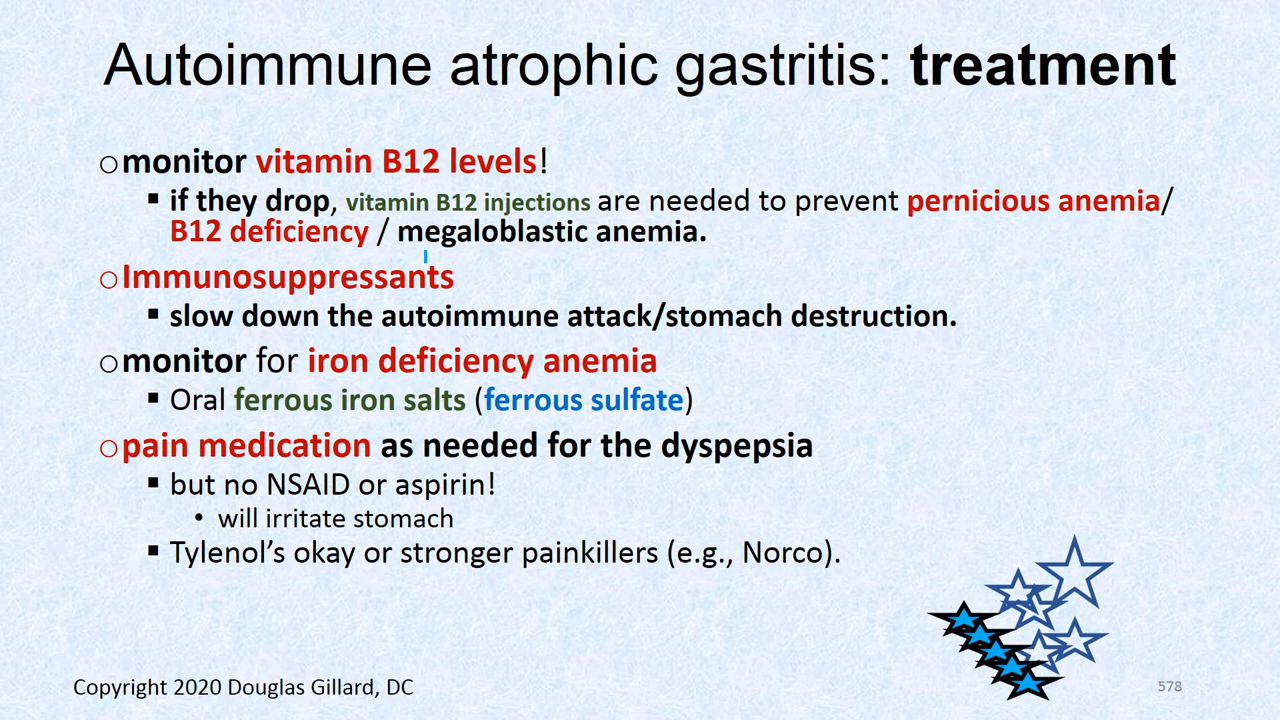 Autoimmune atrophic gastritis: treatment
○monitor vitamin B12 levels!
▪ if they drop, vitamin B12 injections are needed to prevent pernicious anemia/
B12 deficiency / megaloblastic anemia.
○Immunosuppressants
▪ slow down the autoimmune attack/stomach destruction.
○monitor for iron deficiency anemia
▪ Oral ferrous iron salts (ferrous sulfate)
○pain medication as needed for the dyspepsia
▪ but no NSAID or aspirin!
• will irritate stomach
▪ Tylenol’s okay or stronger painkillers (e.g., Norco).
Copyright 2020 Douglas Gillard, DC
578